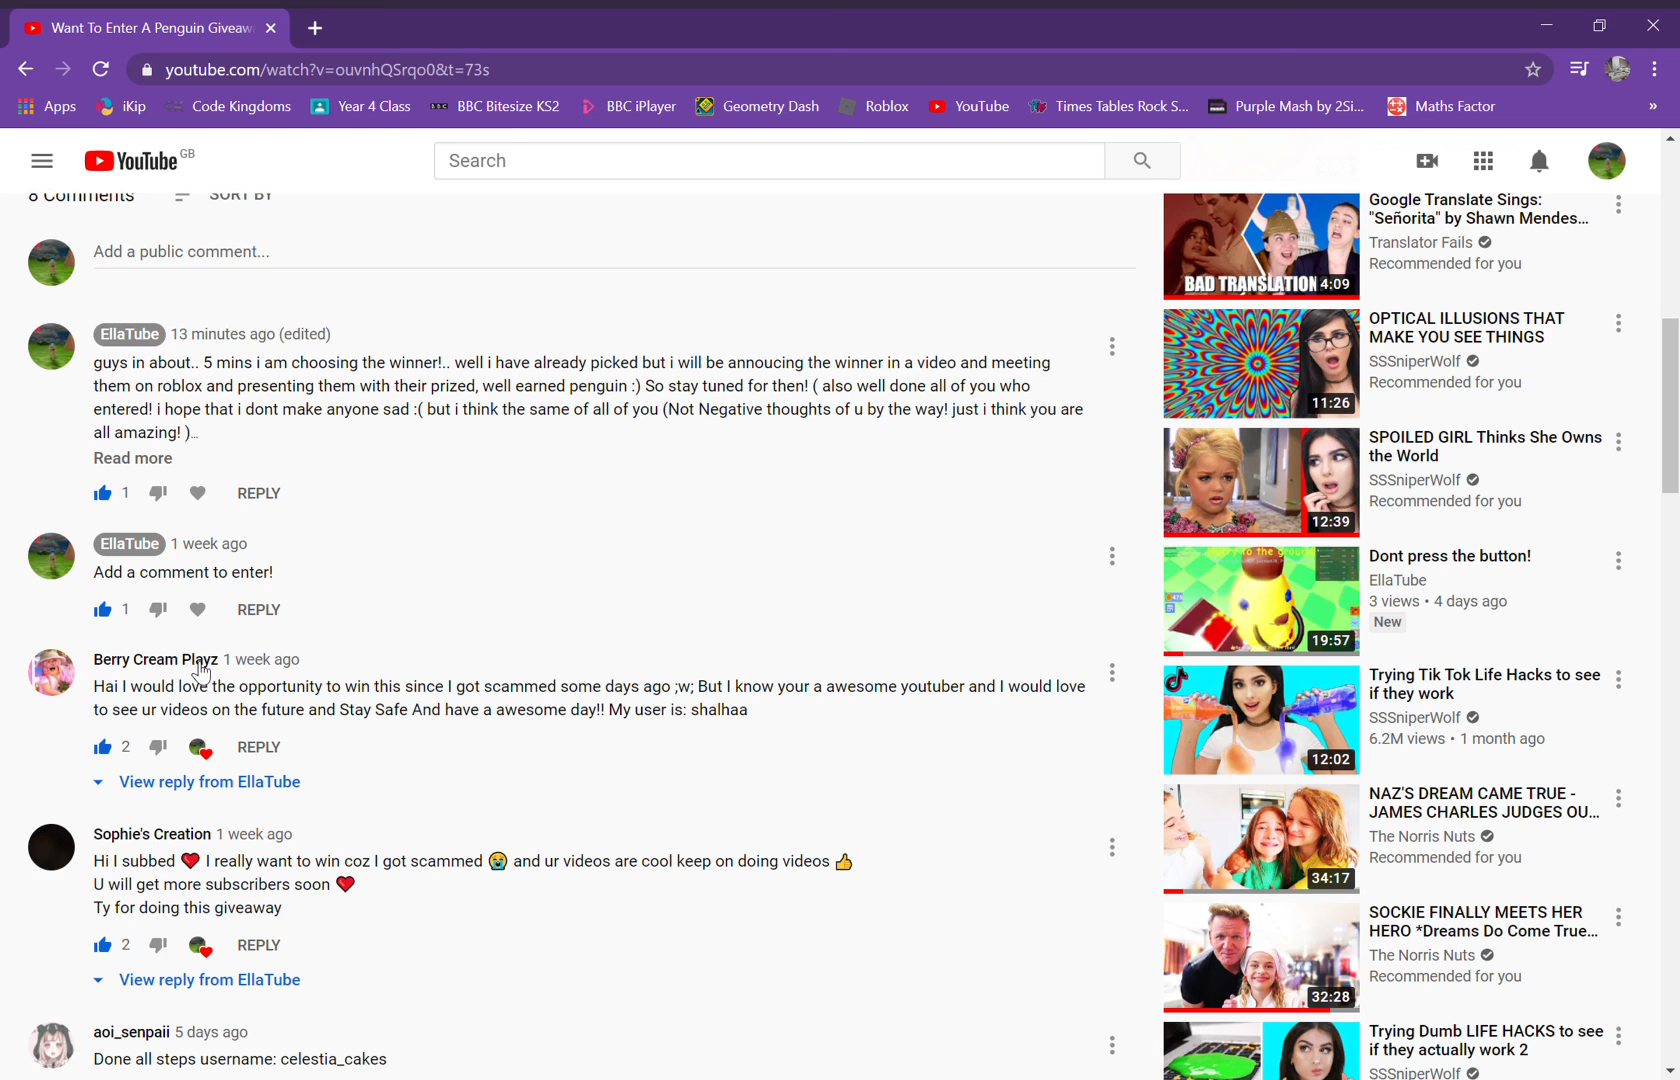 Want To Enter A Penguin Giveaw
youtube.com/watch?v=ouvnhQSrqo0&t=73s
Apps iKip Code Kingdoms Year 4 Class BBC BBC Bitesize KS2 BBC iPlayer Geometry Dash Roblox YouTube Times Tables Rock S... Purple Mash by 2Si... Maths Factor »
YouTube GB
Search
8 Comments SORT BY
Add a public comment...
EllaTube 13 minutes ago (edited)
guys in about.. 5 mins i am choosing the winner!.. well i have already picked but i will be annoucing the winner in a video and meeting
them on roblox and presenting them with their prized, well earned penguin :) So stay tuned for then! ( also well done all of you who
entered! i hope that i dont make anyone sad :( but i think the same of all of you (Not Negative thoughts of u by the way! just i think you are
all amazing! )...
Read more
1 REPLY
EllaTube 1 week ago
Add a comment to enter!
1 REPLY
Berry Cream Playz 1 week ago
Hai I would love the opportunity to win this since I got scammed some days ago ;w; But I know your a awesome youtuber and I would love
to see ur videos on the future and Stay Safe And have a awesome day!! My user is: shalhaa
2 REPLY
View reply from EllaTube
Sophie's Creation 1 week ago
Hi I subbed ❤️ I really want to win coz I got scammed 😭 and ur videos are cool keep on doing videos 👍
U will get more subscribers soon ❤️
Ty for doing this giveaway
2 REPLY
View reply from EllaTube
aoi_senpaii 5 days ago
Done all steps username: celestia_cakes
BAD TRANSLATION 4:09
Google Translate Sings:
"Señorita" by Shawn Mendes...
Translator Fails
Recommended for you
11:26
OPTICAL ILLUSIONS THAT
MAKE YOU SEE THINGS
SSSniperWolf
Recommended for you
12:39
SPOILED GIRL Thinks She Owns
the World
SSSniperWolf
Recommended for you
Hurry to the ground
19:57
Dont press the button!
EllaTube
3 views • 4 days ago
New
12:02
Trying Tik Tok Life Hacks to see
if they work
SSSniperWolf
6.2M views • 1 month ago
34:17
NAZ'S DREAM CAME TRUE -
JAMES CHARLES JUDGES OU...
The Norris Nuts
Recommended for you
32:28
SOCKIE FINALLY MEETS HER
HERO *Dreams Do Come True...
The Norris Nuts
Recommended for you
Trying Dumb LIFE HACKS to see
if they actually work 2
SSSniperWolf